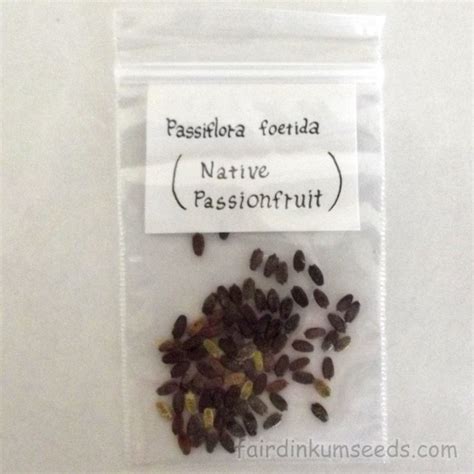 Passiflora foetida
(Native
Passionfruit)
fairdinkumseeds.com